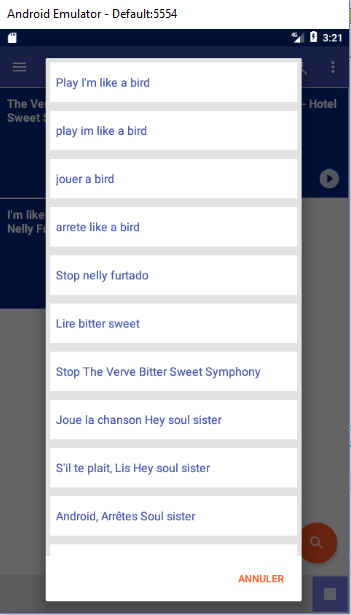 Android Emulator - Default:5554
4G 3:21
The Ve
Sweet S
- Hotel
Play I'm like a bird
play im like a bird
jouer a bird
I'm like
Nelly Fu
arrete like a bird
Stop nelly furtado
Lire bitter sweet
Stop The Verve Bitter Sweet Symphony
Joue la chanson Hey soul sister
S'il te plait, Lis Hey soul sister
Android, Arrêtes Soul sister
ANNULER